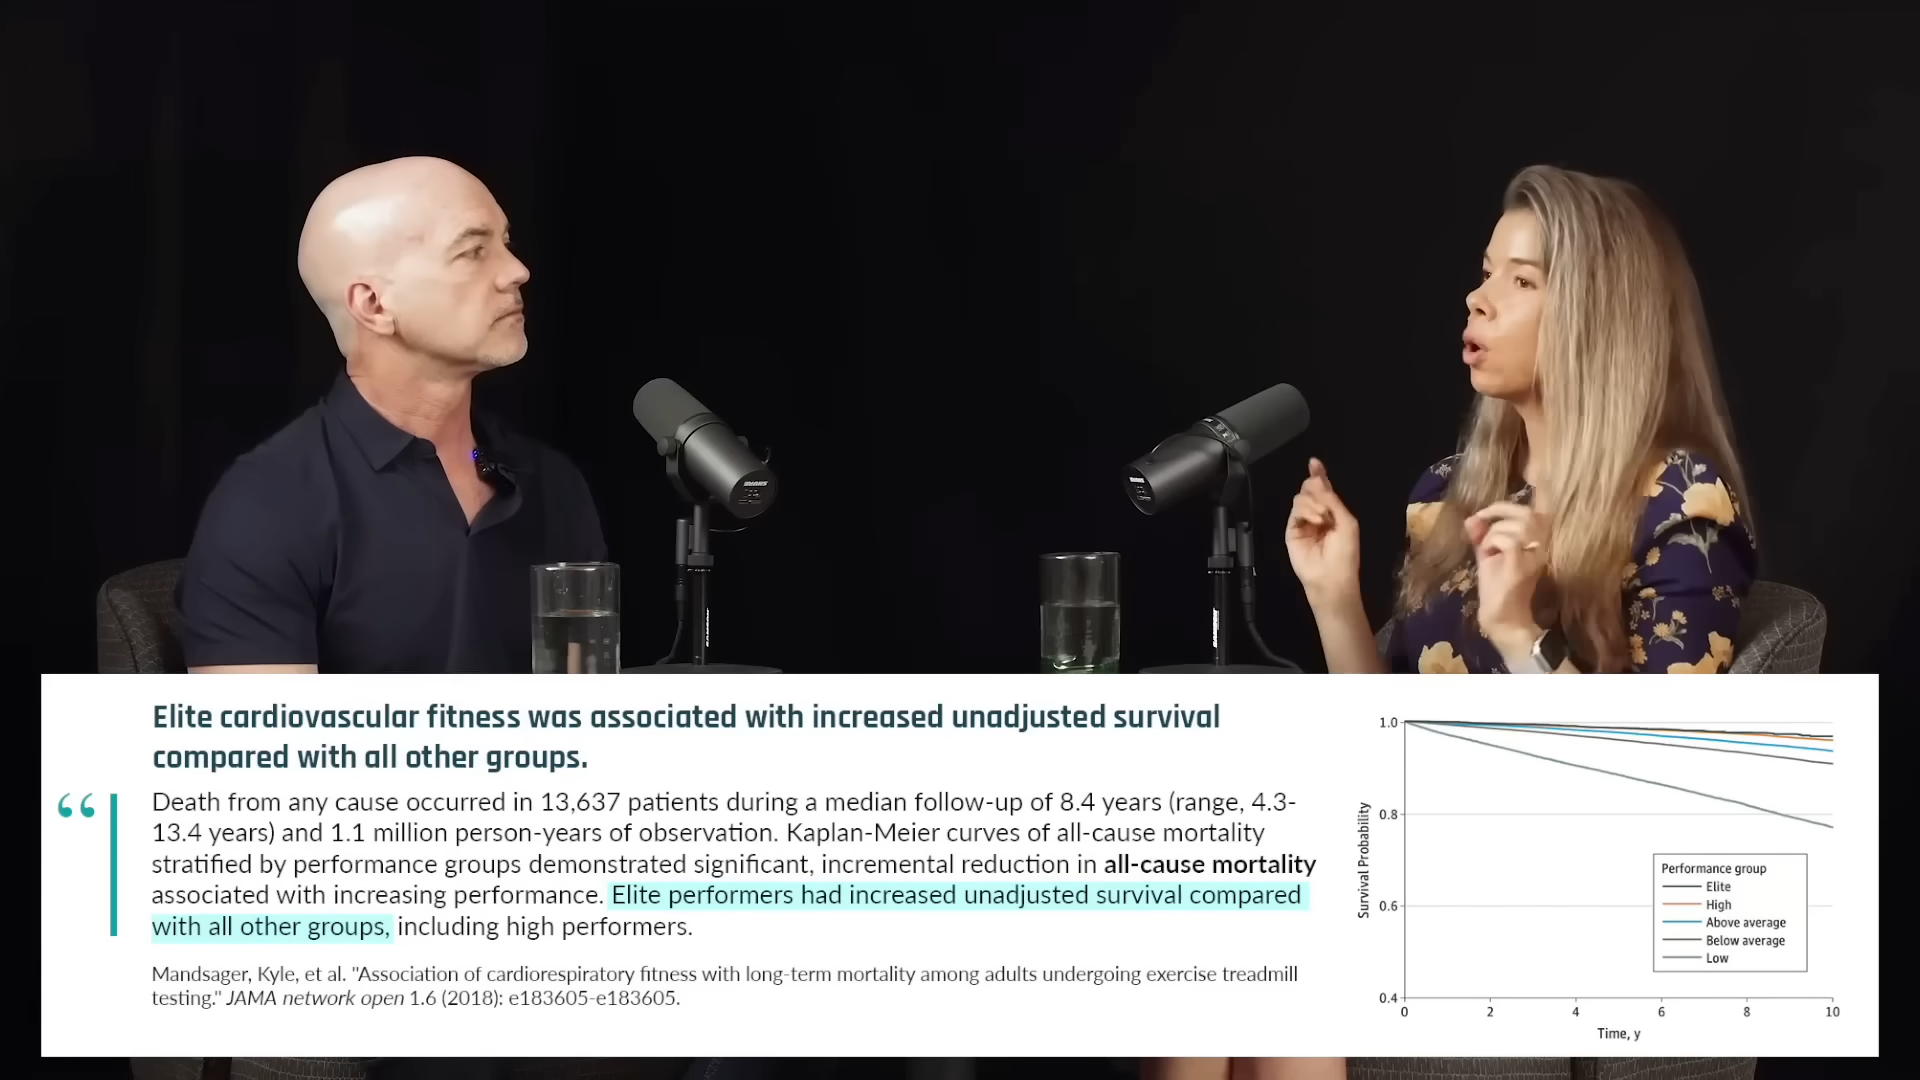 SHURE
SHURE
SAMSON
SAMSON
Elite cardiovascular fitness was associated with increased unadjusted survival
compared with all other groups.
“
Death from any cause occurred in 13,637 patients during a median follow-up of 8.4 years (range, 4.3-
13.4 years) and 1.1 million person-years of observation. Kaplan-Meier curves of all-cause mortality
stratified by performance groups demonstrated significant, incremental reduction in all-cause mortality
associated with increasing performance. Elite performers had increased unadjusted survival compared
with all other groups, including high performers.
Mandsager, Kyle, et al. "Association of cardiorespiratory fitness with long-term mortality among adults undergoing exercise treadmill
testing." JAMA network open 1.6 (2018): e183605-e183605.
Survival Probability
1.0
0.8
0.6
0.4
0 2 4 6 8 10
Time, y
Performance group
Elite
High
Above average
Below average
Low